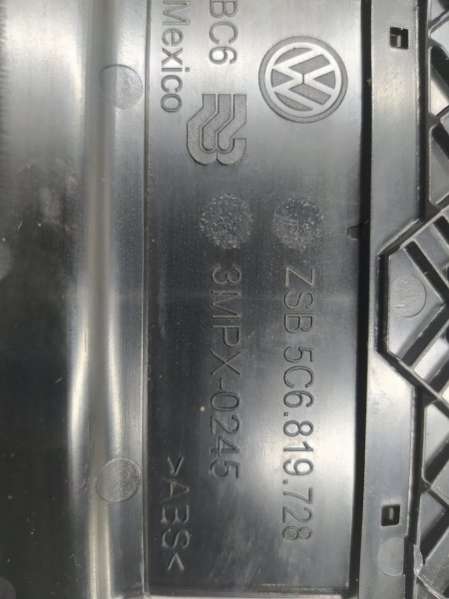 BC6
Mexico
ZSB 5C6.819.728
3MPX-0245
>ABS<